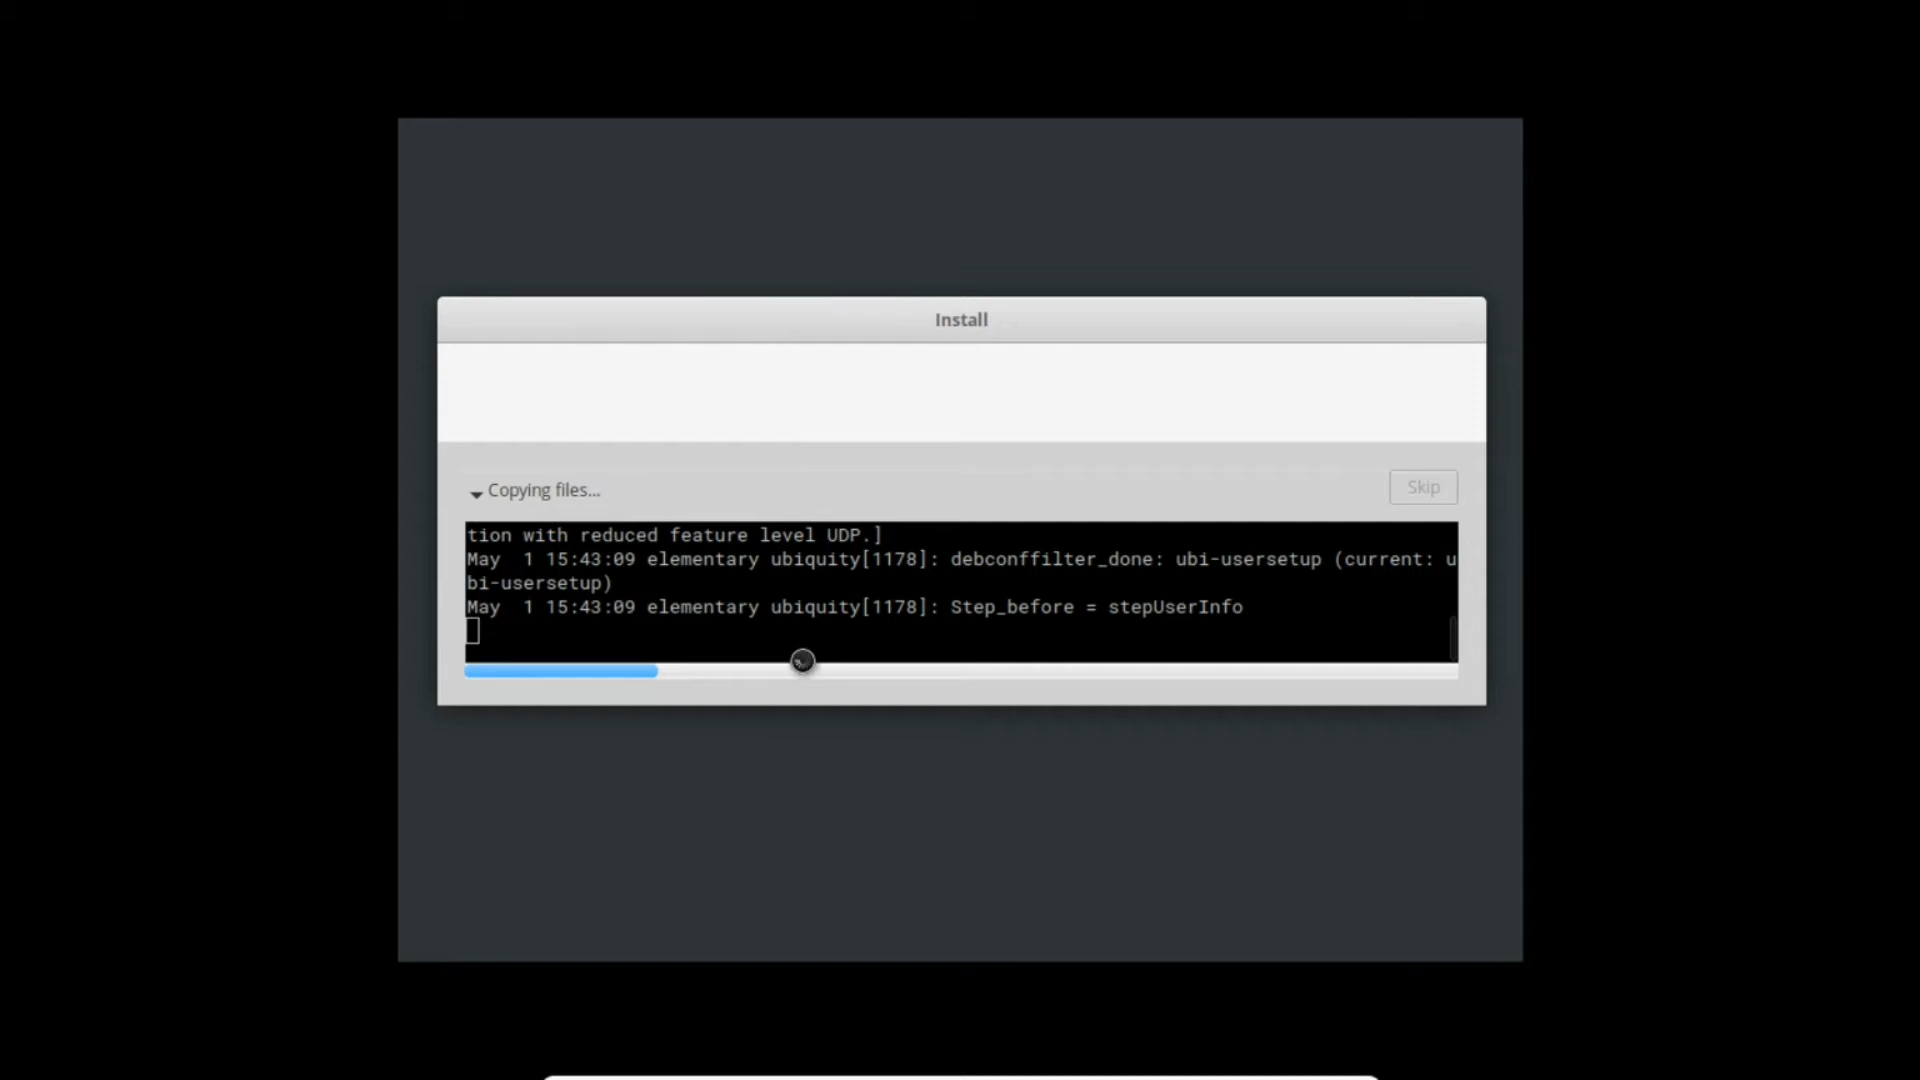 Install
Copying files...
Skip
tion with reduced feature level UDP.]
May  1 15:43:09 elementary ubiquity[1178]: debconffilter_done: ubi-usersetup (current: u
bi-usersetup)
May  1 15:43:09 elementary ubiquity[1178]: Step_before = stepUserInfo